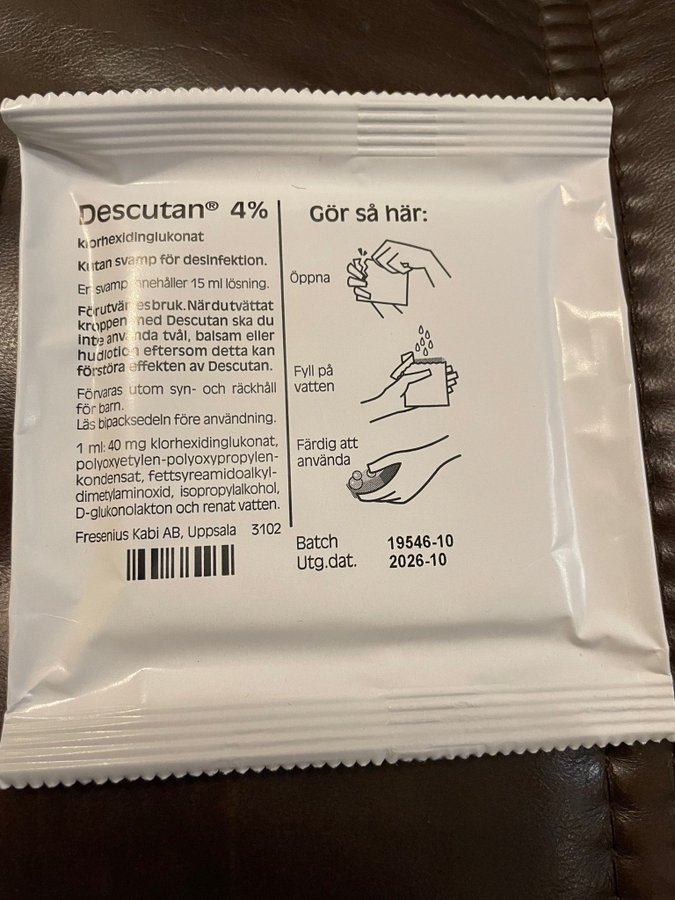 Descutan® 4%
klorhexidinglukonat
Kutan svamp för desinfektion.
En svamp innehåller 15 ml lösning.
För utvärtes bruk. När du tvättat
kroppen med Descutan ska du
inte använda tvål, balsam eller
hudlotion eftersom detta kan
förstöra effekten av Descutan.
Förvaras utom syn- och räckhåll
för barn.
Läs bipacksedeln före användning.
1 ml: 40 mg klorhexidinglukonat,
polyoxyetylen-polyoxypropylen-
kondensat, fettsyreamidoalkyl-
dimetylaminoxid, isopropylalkohol,
D-glukonolakton och renat vatten.
Fresenius Kabi AB, Uppsala 3102
Gör så här:
Öppna
Fyll på
vatten
Färdig att
använda
Batch 19546-10
Utg.dat. 2026-10